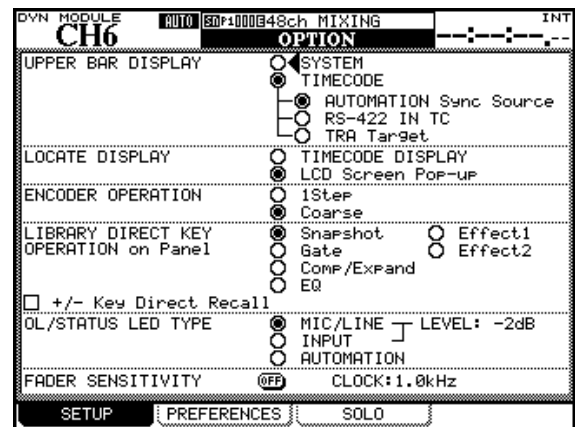 DYN MODULE
CH6
AUTO 48ch MIXING
INT
OPTION
--:--:--.--
UPPER BAR DISPLAY
SYSTEM
TIMECODE
AUTOMATION Sync Source
RS-422 IN TC
TRA Target
LOCATE DISPLAY
TIMECODE DISPLAY
LCD Screen Pop-up
ENCODER OPERATION
1Step
Coarse
LIBRARY DIRECT KEY
OPERATION on Panel
Snapshot Effect1
Gate Effect2
Comp/Expand
EQ
+/- Key Direct Recall
OL/STATUS LED TYPE
MIC/LINE LEVEL: -2dB
INPUT
AUTOMATION
FADER SENSITIVITY OFF CLOCK:1.0kHz
SETUP PREFERENCES SOLO